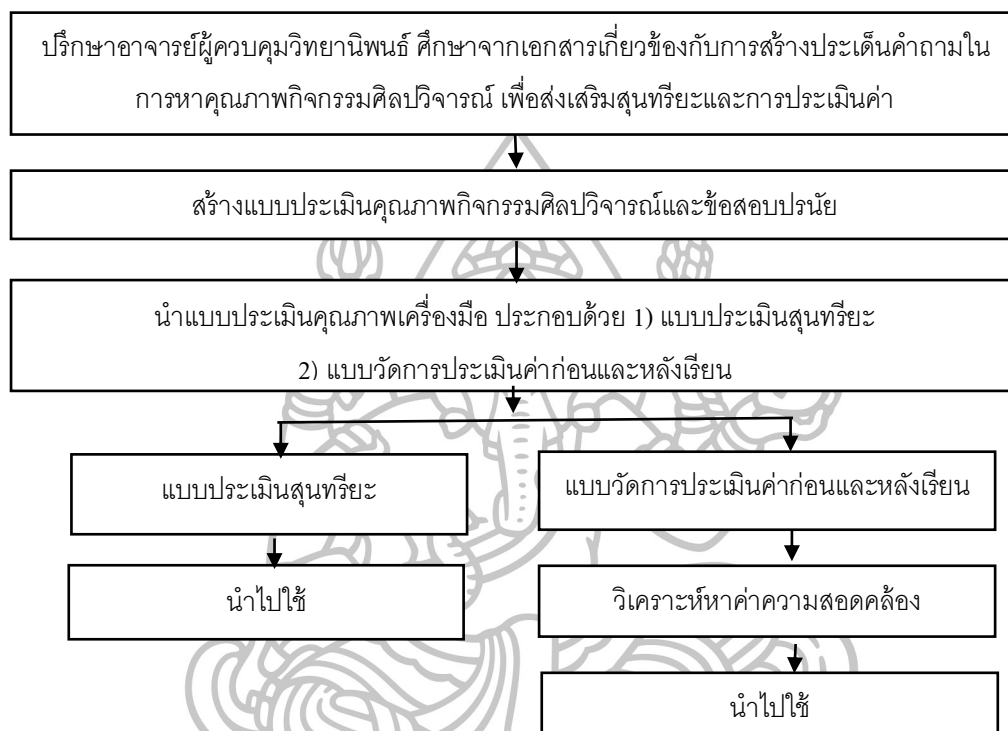 ปรึกษาอาจารย์ผู้ควบคุมวิทยานิพนธ์ ศึกษาจากเอกสารเกี่ยวข้องกับการสร้างประเด็นคำถามใน
การหาคุณภาพกิจกรรมศิลปวิจารณ์ เพื่อส่งเสริมสุนทรียะและการประเมินค่า
สร้างแบบประเมินคุณภาพกิจกรรมศิลปวิจารณ์และข้อสอบปรนัย
นำแบบประเมินคุณภาพเครื่องมือ ประกอบด้วย 1) แบบประเมินสุนทรียะ
2) แบบวัดการประเมินค่าก่อนและหลังเรียน
แบบประเมินสุนทรียะ
แบบวัดการประเมินค่าก่อนและหลังเรียน
นำไปใช้
วิเคราะห์หาค่าความสอดคล้อง
นำไปใช้